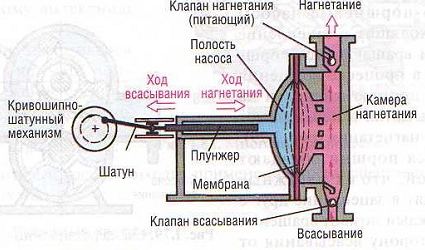 Клапан нагнетания
(питающий)
Нагнетание
Полость
насоса
Ход
всасывания
Ход
нагнетания
Кривошипно-
шатунный
механизм
Камера
нагнетания
Шатун
Плунжер
Мембрана
Клапан всасывания
Всасывание